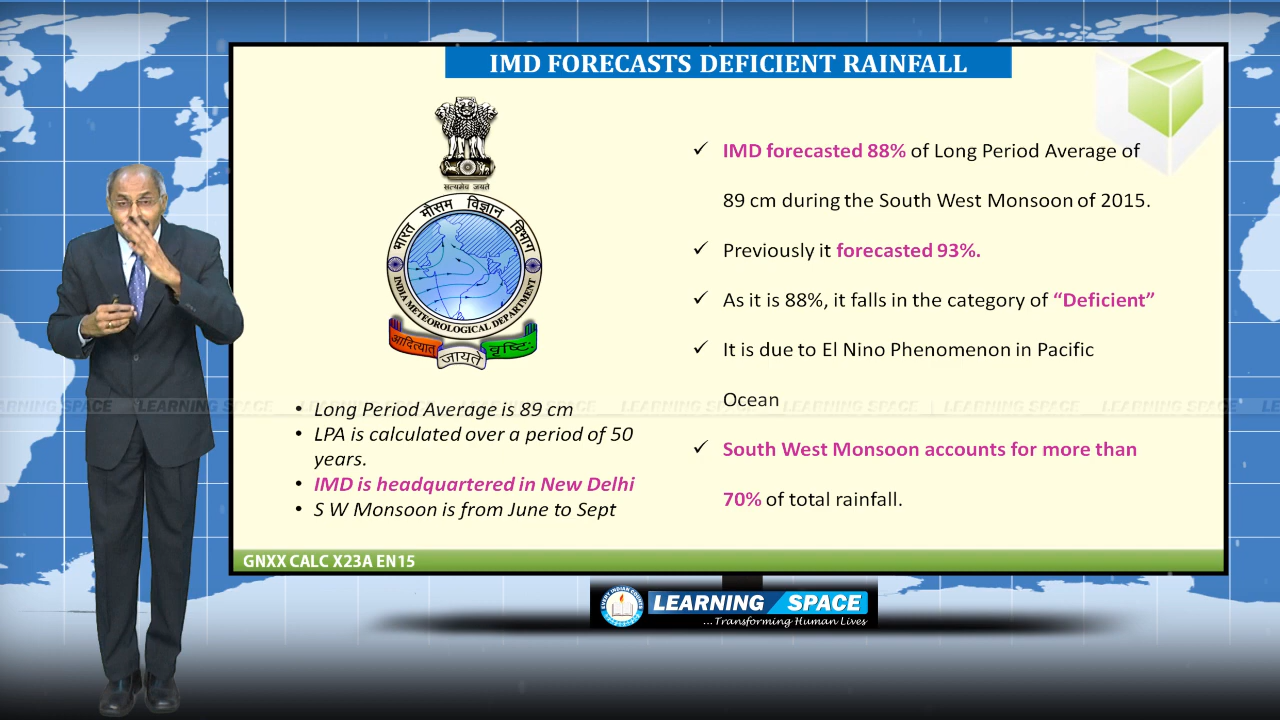 IMD FORECASTS DEFICIENT RAINFALL
सत्यमेव जयते
भारत मौसम विज्ञान विभाग
INDIA METEOROLOGICAL DEPARTMENT
आदित्यात् जायते वृष्टिः
• Long Period Average is 89 cm
• LPA is calculated over a period of 50
years.
• IMD is headquartered in New Delhi
• S W Monsoon is from June to Sept
✓ IMD forecasted 88% of Long Period Average of
89 cm during the South West Monsoon of 2015.
✓ Previously it forecasted 93%.
✓ As it is 88%, it falls in the category of “Deficient”
✓ It is due to El Nino Phenomenon in Pacific
Ocean
✓ South West Monsoon accounts for more than
70% of total rainfall.
LEARNING SPACE LEARNING SPACE LEARNING SPACE LEARNING SPACE | LEARNING SPACE LEARNING SPACE
GNXX CALC X23A EN15
LEARNING SPACE
...Transforming Human Lives